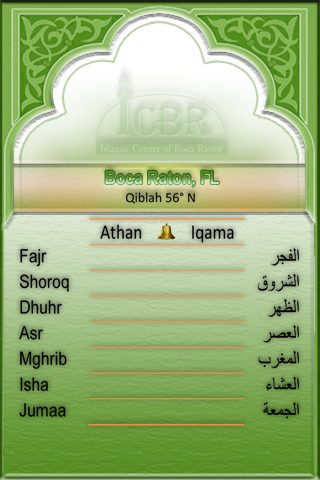 ICBR
Islamic Center of Boca Raton
Boca Raton, FL
Qiblah 56° N
Athan Iqama
Fajr الفجر
Shoroq الشروق
Dhuhr الظهر
Asr العصر
Mghrib المغرب
Isha العشاء
Jumaa الجمعة